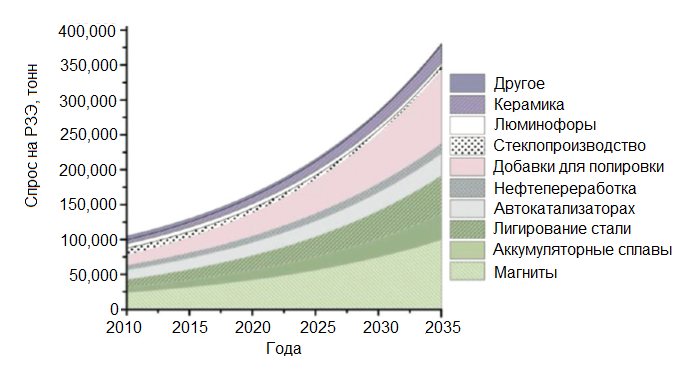 400,000
350,000
300,000
250,000
200,000
150,000
100,000
50,000
0
Спрос на РЗЭ, тонн
2010 2015 2020 2025 2030 2035
Года
Другое
Керамика
Люминофоры
Стеклопроизводство
Добавки для полировки
Нефтепереработка
Автокатализаторах
Лигирование стали
Аккумуляторные сплавы
Магниты